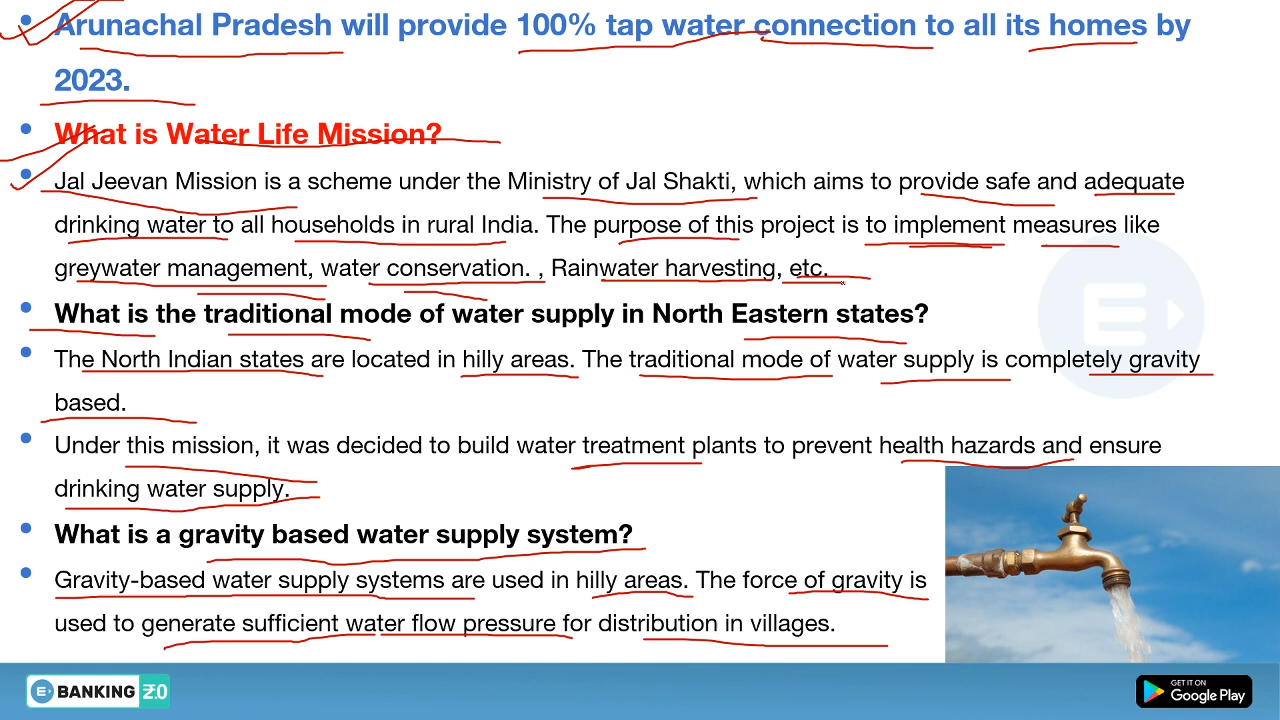 Arunachal Pradesh will provide 100% tap water connection to all its homes by
2023.
What is Water Life Mission?
Jal Jeevan Mission is a scheme under the Ministry of Jal Shakti, which aims to provide safe and adequate
drinking water to all households in rural India. The purpose of this project is to implement measures like
greywater management, water conservation. , Rainwater harvesting, etc.
What is the traditional mode of water supply in North Eastern states?
The North Indian states are located in hilly areas. The traditional mode of water supply is completely gravity
based.
Under this mission, it was decided to build water treatment plants to prevent health hazards and ensure
drinking water supply.
What is a gravity based water supply system?
Gravity-based water supply systems are used in hilly areas. The force of gravity is
used to generate sufficient water flow pressure for distribution in villages.
E BANKING 2.0
GET IT ON
Google Play